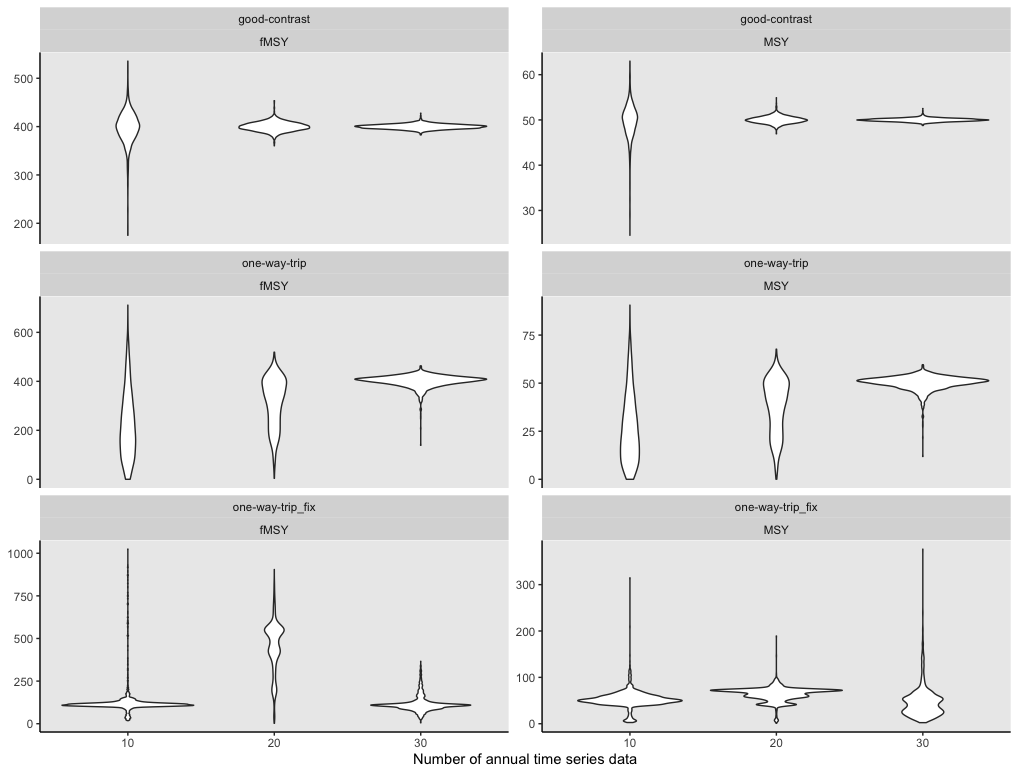 good-contrast
fMSY
500
400
300
200
good-contrast
MSY
60
50
40
30
one-way-trip
fMSY
600
400
200
0
one-way-trip
MSY
75
50
25
0
one-way-trip_fix
fMSY
1000
750
500
250
0
10 20 30
one-way-trip_fix
MSY
300
200
100
0
10 20 30
Number of annual time series data